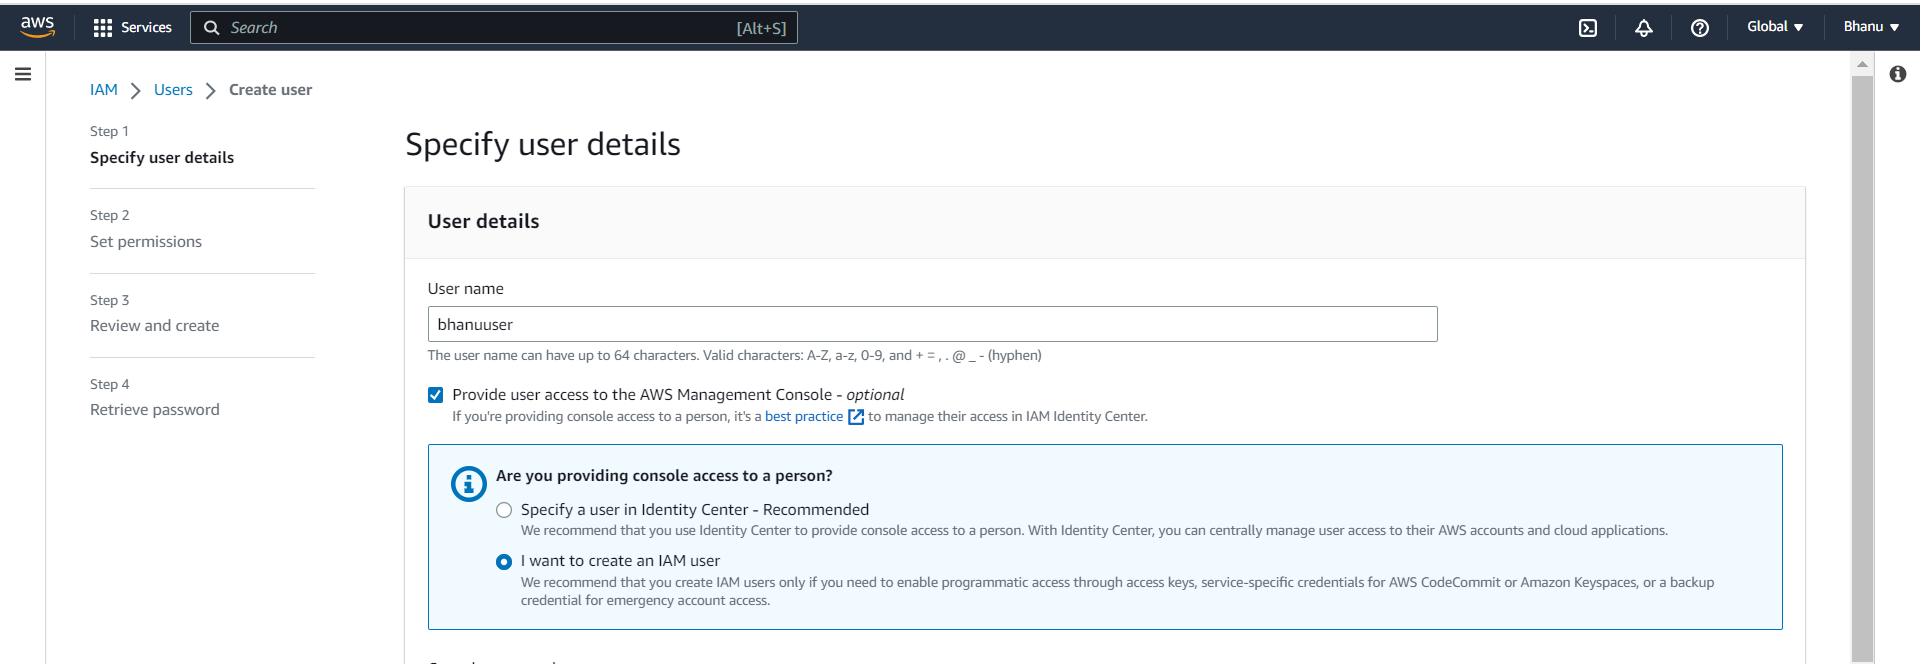 aws
Services
Search
[Alt+S]
Global
Bhanu
IAM
Users
Create user
Step 1
Specify user details
Step 2
Set permissions
Step 3
Review and create
Step 4
Retrieve password
Specify user details
User details
User name
bhanuuser
The user name can have up to 64 characters. Valid characters: A-Z, a-z, 0-9, and + = , . @ _ - (hyphen)
Provide user access to the AWS Management Console - optional
If you're providing console access to a person, it's a best practice to manage their access in IAM Identity Center.
Are you providing console access to a person?
Specify a user in Identity Center - Recommended
We recommend that you use Identity Center to provide console access to a person. With Identity Center, you can centrally manage user access to their AWS accounts and cloud applications.
I want to create an IAM user
We recommend that you create IAM users only if you need to enable programmatic access through access keys, service-specific credentials for AWS CodeCommit or Amazon Keyspaces, or a backup
credential for emergency account access.